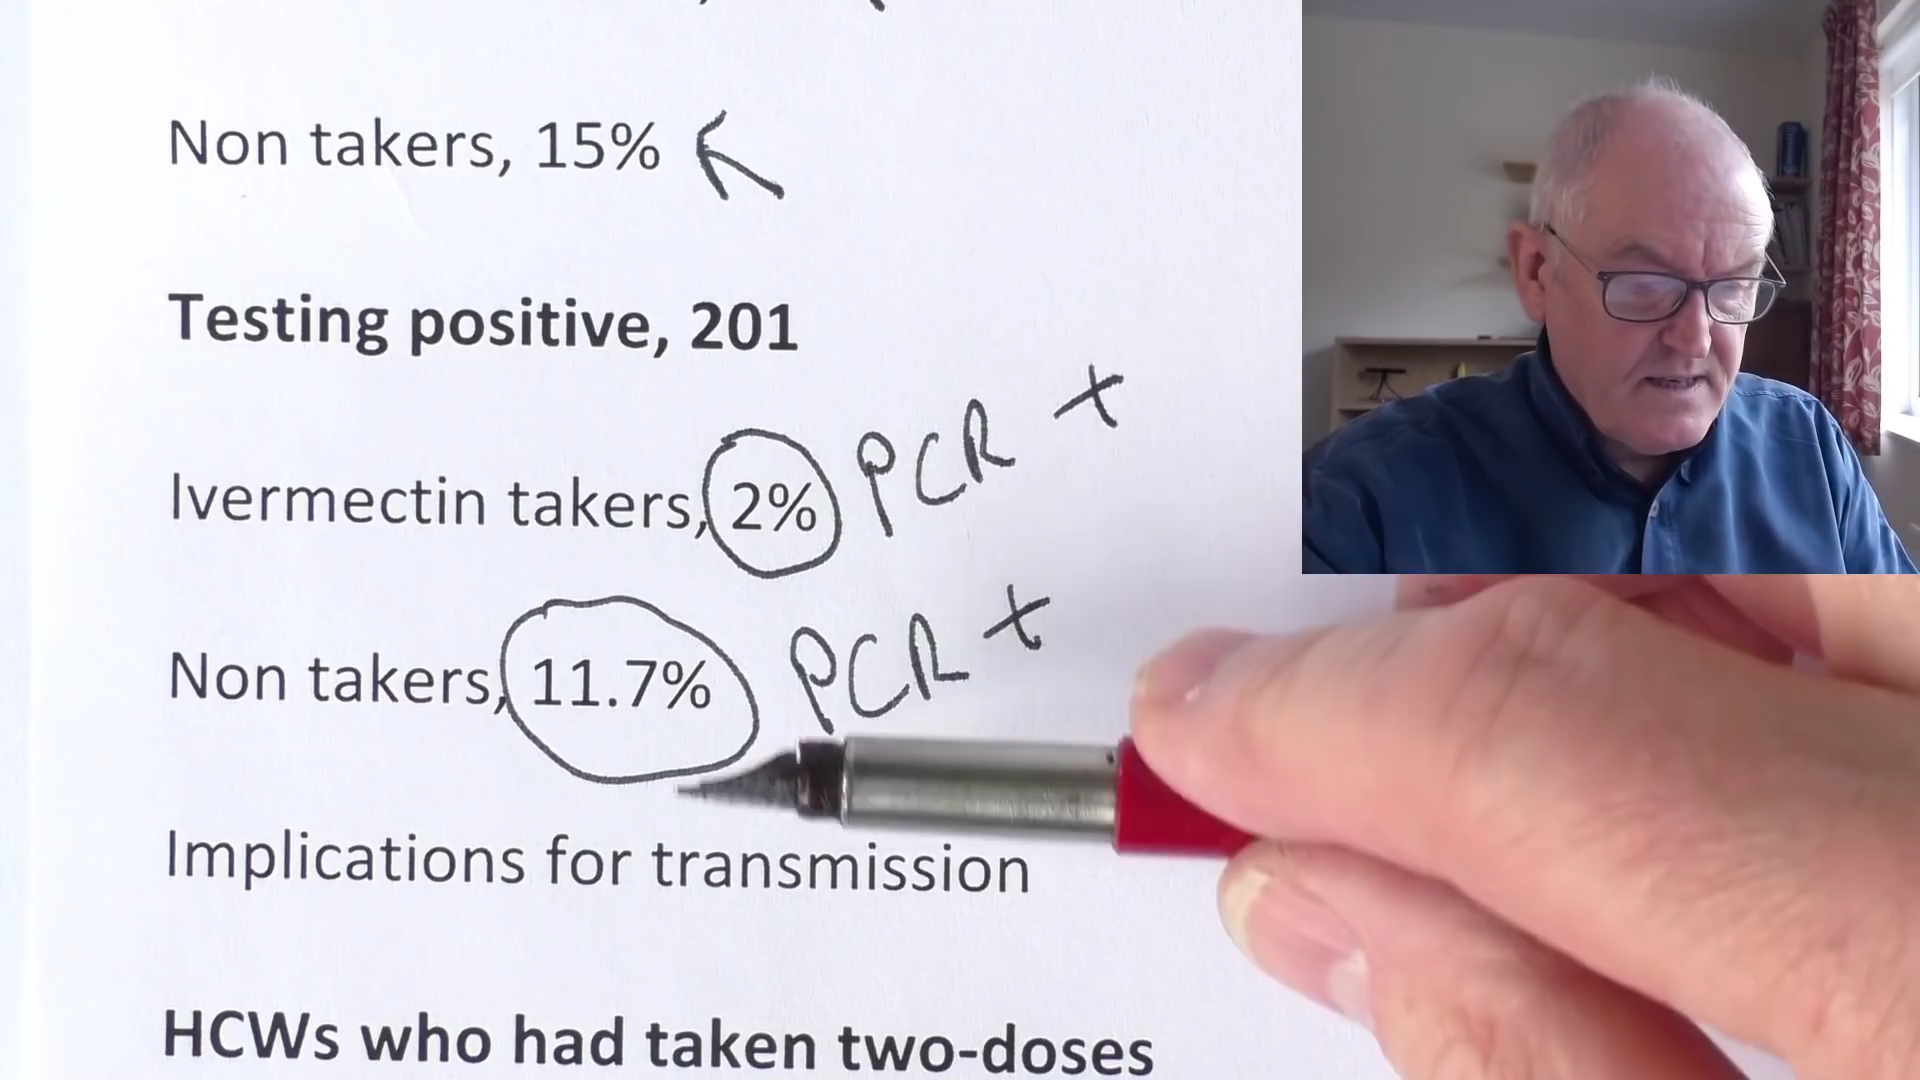 Non takers, 15%
Testing positive, 201
Ivermectin takers, 2% PCR +
Non takers, 11.7% PCR +
Implications for transmission
HCWs who had taken two-doses